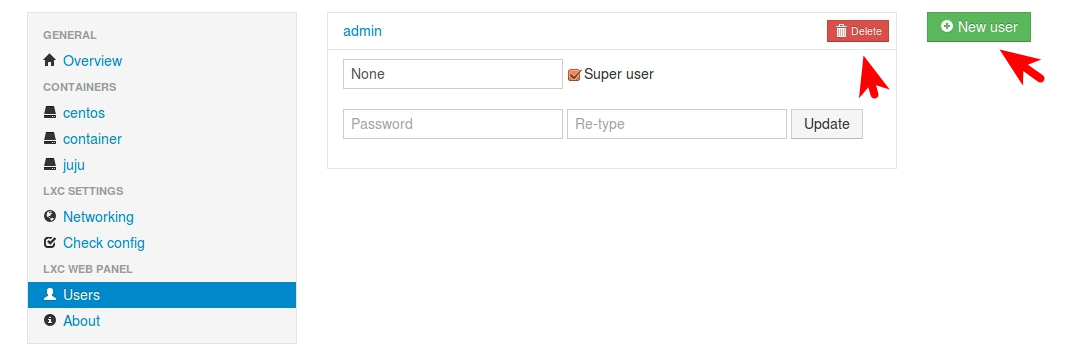 GENERAL
Overview
CONTAINERS
centos
container
juju
LXC SETTINGS
Networking
Check config
LXC WEB PANEL
Users
About
admin
Delete
None
Super user
Password
Re-type
Update
New user